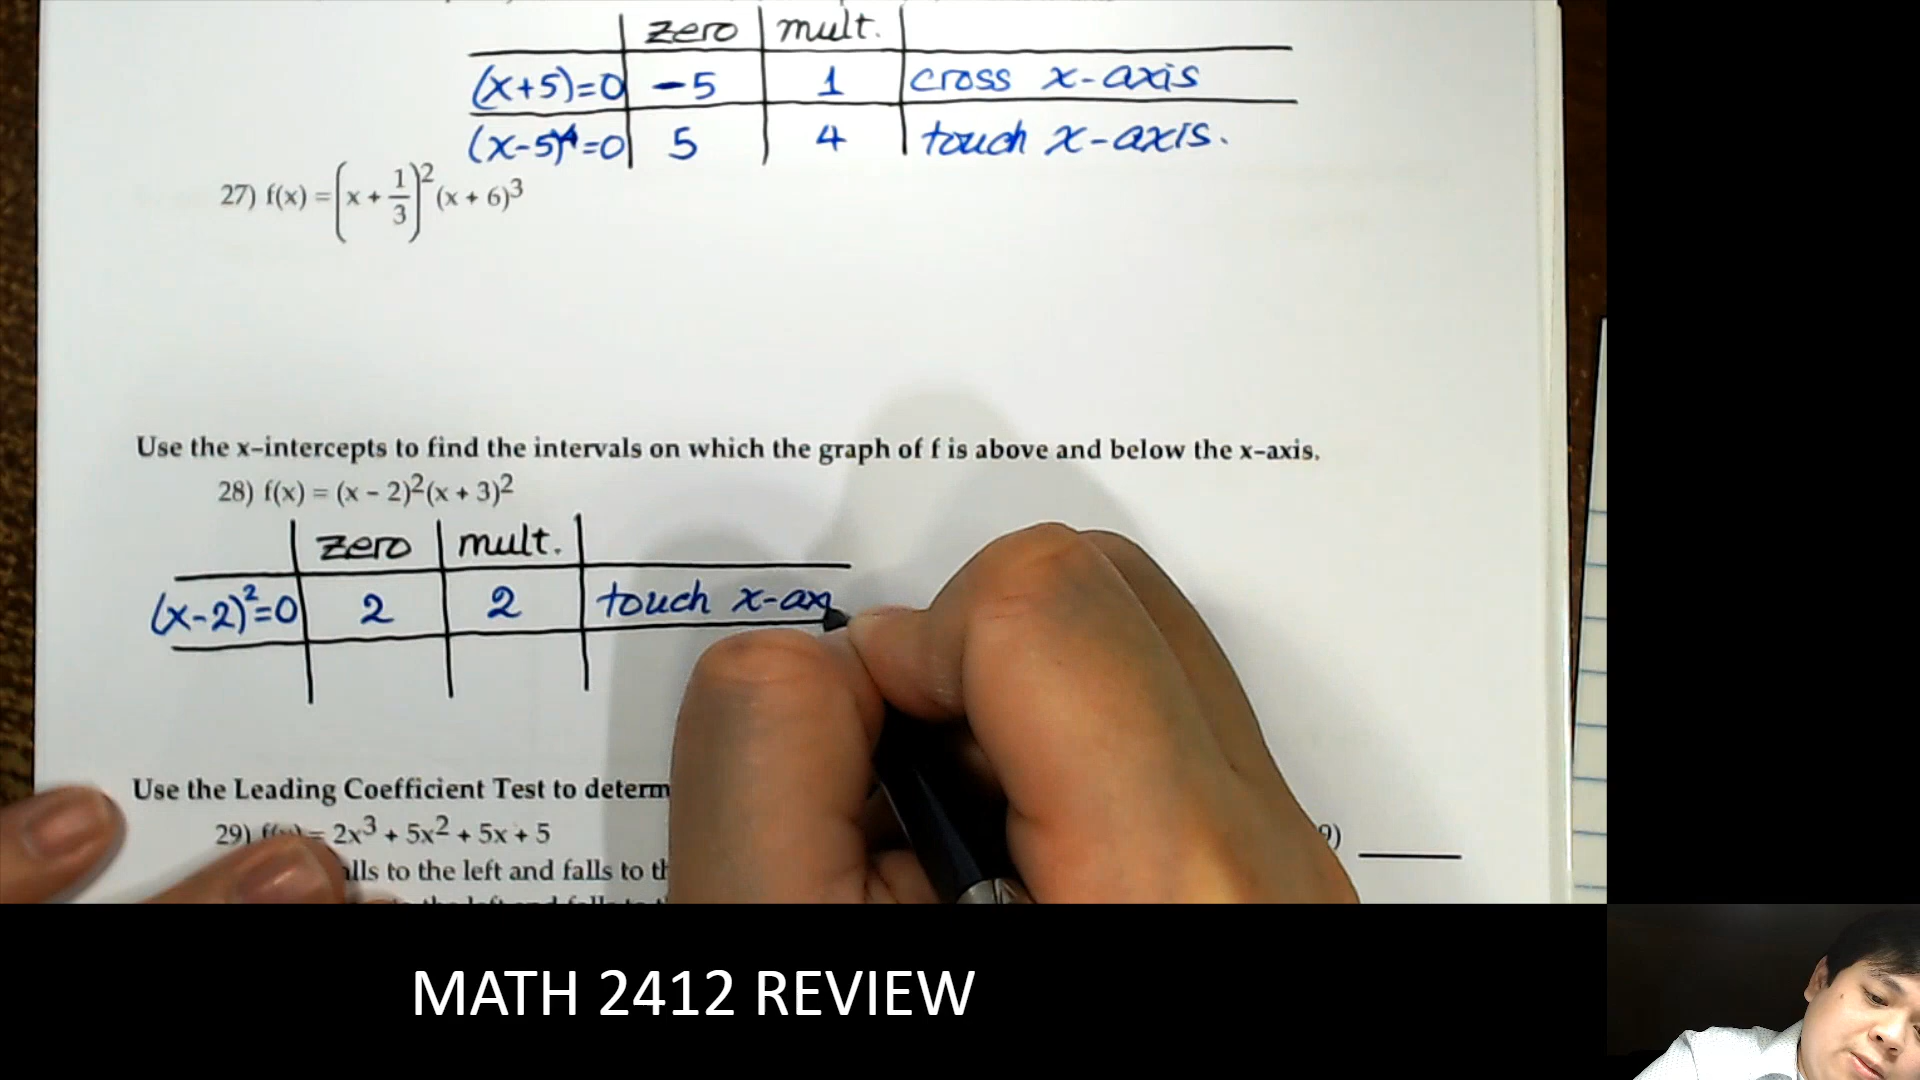 zero mult.
(x+5)=0 -5 1 cross x-axis
(x-5)⁴=0 5 4 touch x-axis.
27) f(x) = (x + 1/3)²(x + 6)³
Use the x-intercepts to find the intervals on which the graph of f is above and below the x-axis.
28) f(x) = (x - 2)²(x + 3)²
zero mult.
(x-2)²=0 2 2 touch x-ax
Use the Leading Coefficient Test to determ
29) f(x) = 2x³ + 5x² + 5x + 5
9)
alls to the left and falls to th
MATH 2412 REVIEW